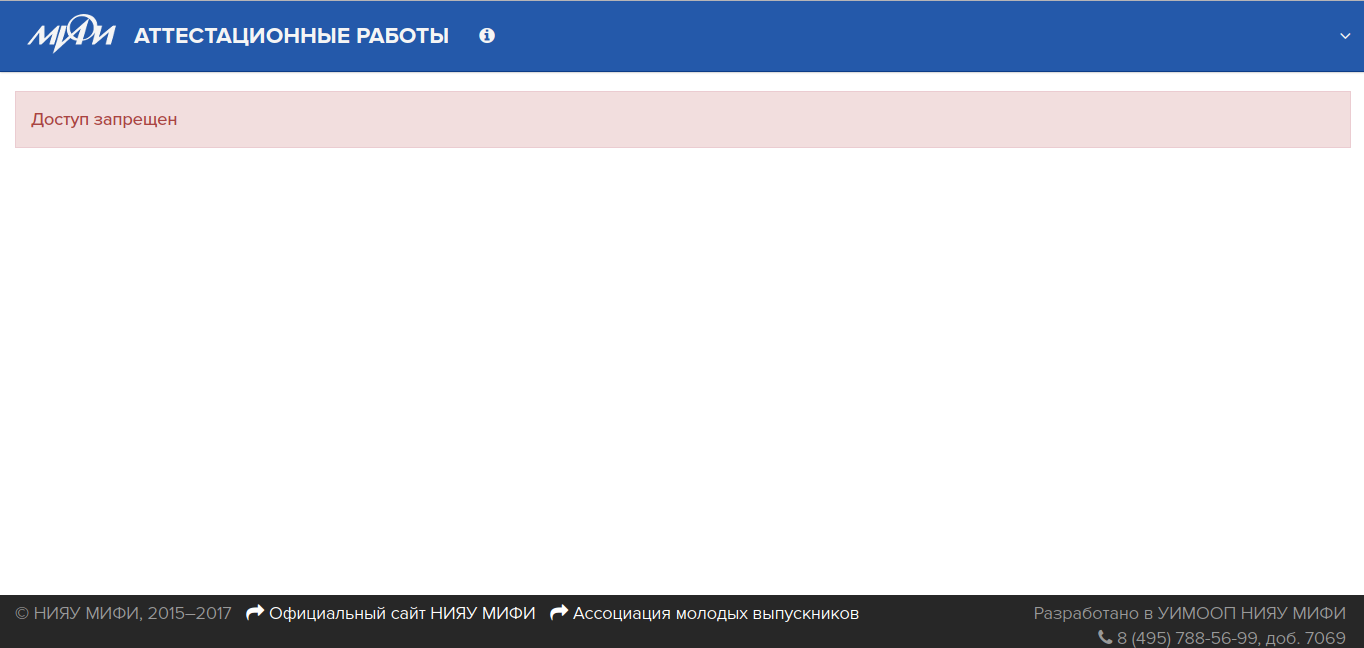 МИФИ АТТЕСТАЦИОННЫЕ РАБОТЫ
Доступ запрещен
© НИЯУ МИФИ, 2015–2017 Официальный сайт НИЯУ МИФИ Ассоциация молодых выпускников Разработано в УИМООП НИЯУ МИФИ
8 (495) 788-56-99, доб. 7069